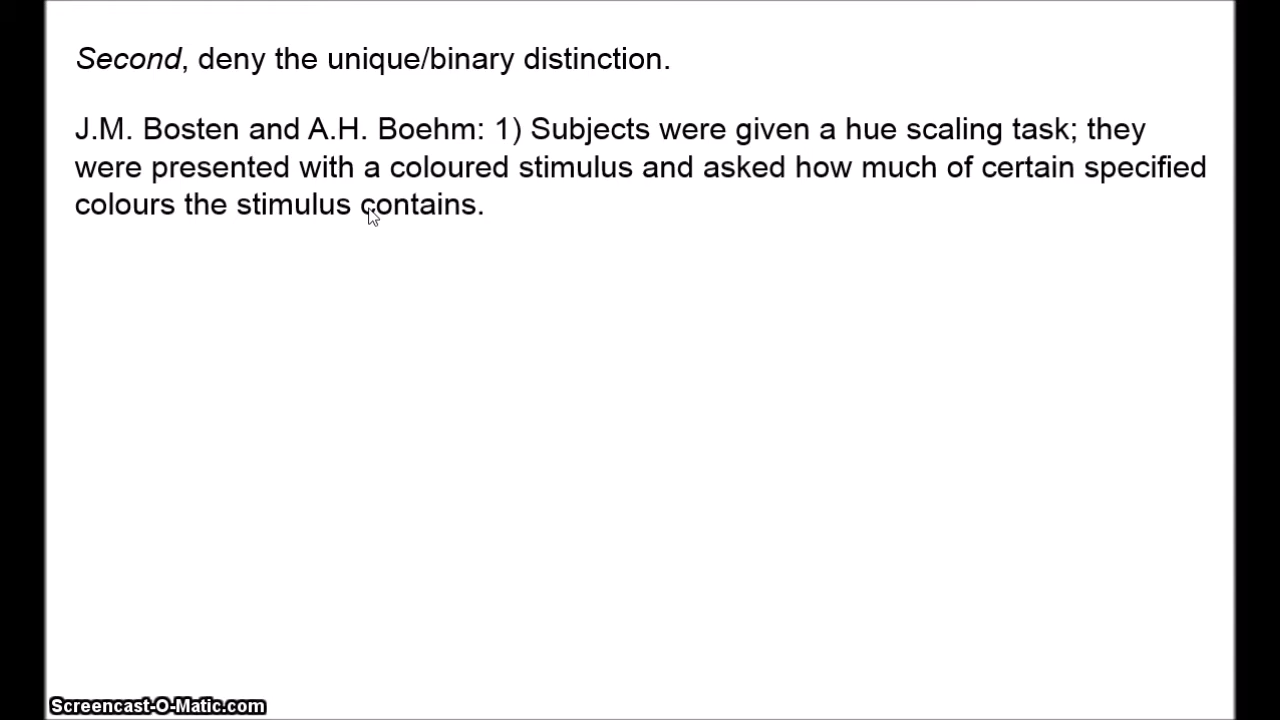 Second, deny the unique/binary distinction.
J.M. Bosten and A.H. Boehm: 1) Subjects were given a hue scaling task; they
were presented with a coloured stimulus and asked how much of certain specified
colours the stimulus contains.
Screencast-O-Matic.com